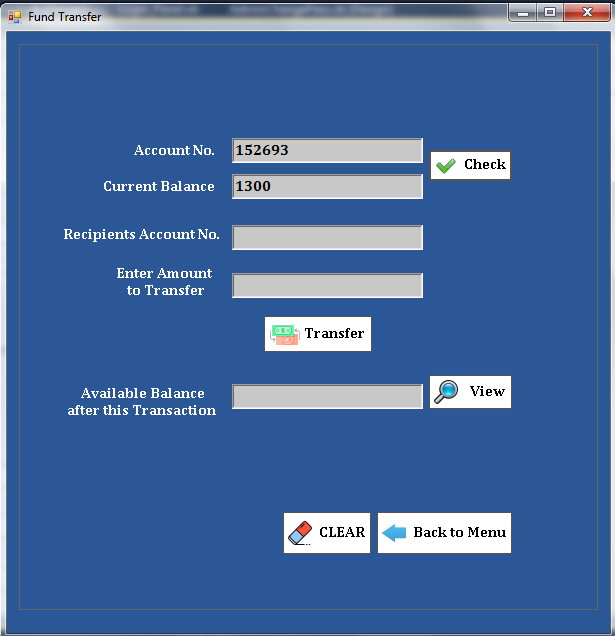 Fund Transfer
Account No.
152693
Check
Current Balance
1300
Recipients Account No.
Enter Amount
to Transfer
Transfer
Available Balance
after this Transaction
View
CLEAR
Back to Menu